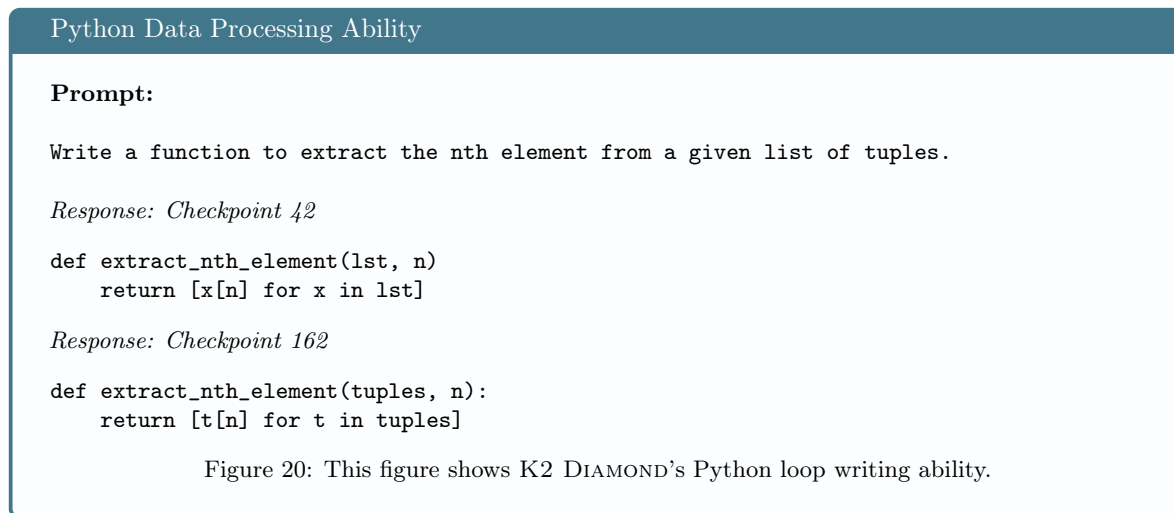 Python Data Processing Ability
Prompt:
Write a function to extract the nth element from a given list of tuples.
Response: Checkpoint 42
def extract_nth_element(lst, n)
    return [x[n] for x in lst]
Response: Checkpoint 162
def extract_nth_element(tuples, n):
    return [t[n] for t in tuples]
Figure 20: This figure shows K2 DIAMOND's Python loop writing ability.